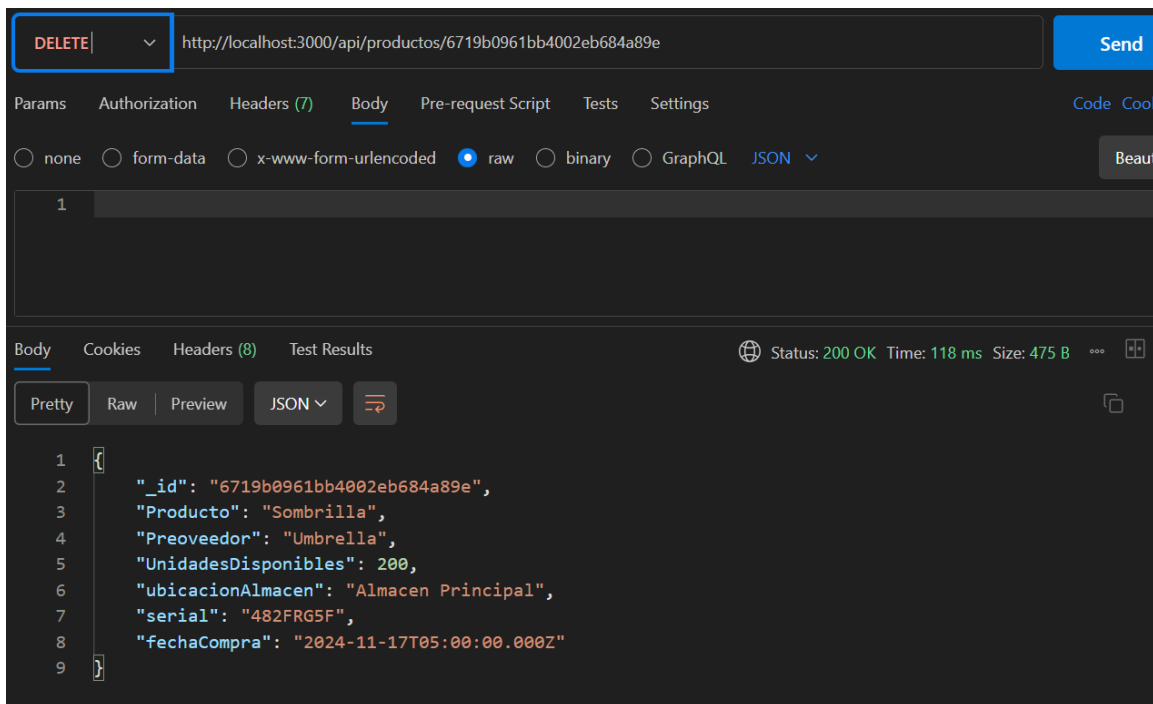 DELETE http://localhost:3000/api/productos/6719b0961bb4002eb684a89e Send
Params Authorization Headers (7) Body Pre-request Script Tests Settings Code Coo
none form-data x-www-form-urlencoded raw binary GraphQL JSON Beaut
1
Body Cookies Headers (8) Test Results Status: 200 OK Time: 118 ms Size: 475 B
Pretty Raw Preview JSON
1 {
2 "_id": "6719b0961bb4002eb684a89e",
3 "Producto": "Sombrilla",
4 "Preoveedor": "Umbrella",
5 "UnidadesDisponibles": 200,
6 "ubicacionAlmacen": "Almacen Principal",
7 "serial": "482FRG5F",
8 "fechaCompra": "2024-11-17T05:00:00.000Z"
9 }